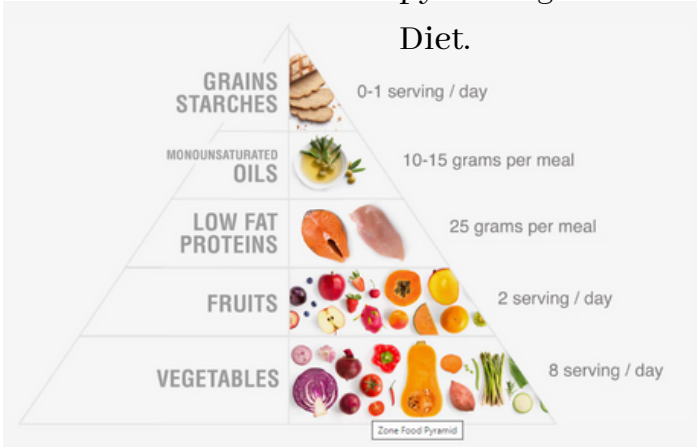 Diet.
GRAINS
STARCHES
0-1 serving / day
MONOUNSATURATED
OILS
10-15 grams per meal
LOW FAT
PROTEINS
25 grams per meal
FRUITS
2 serving / day
VEGETABLES
8 serving / day
Zone Food Pyramid